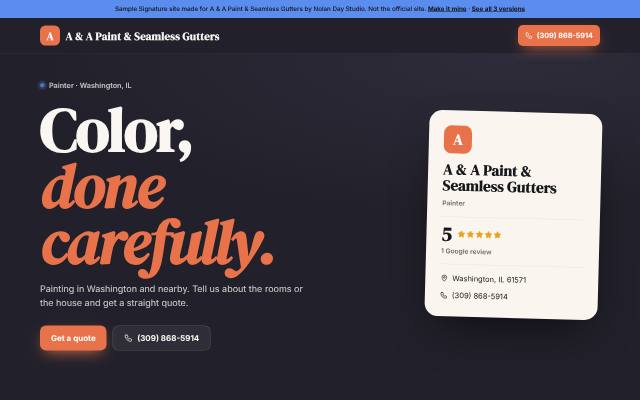 Sample Signature site made for A & A Paint & Seamless Gutters by Nolan Day Studio. Not the official site. Make it mine · See all 3 versions
A A & A Paint & Seamless Gutters
(309) 868-5914
Painter · Washington, IL
Color,
done
carefully.
Painting in Washington and nearby. Tell us about the rooms or
the house and get a straight quote.
Get a quote
(309) 868-5914
A
A & A Paint &
Seamless Gutters
Painter
5
1 Google review
Washington, IL 61571
(309) 868-5914